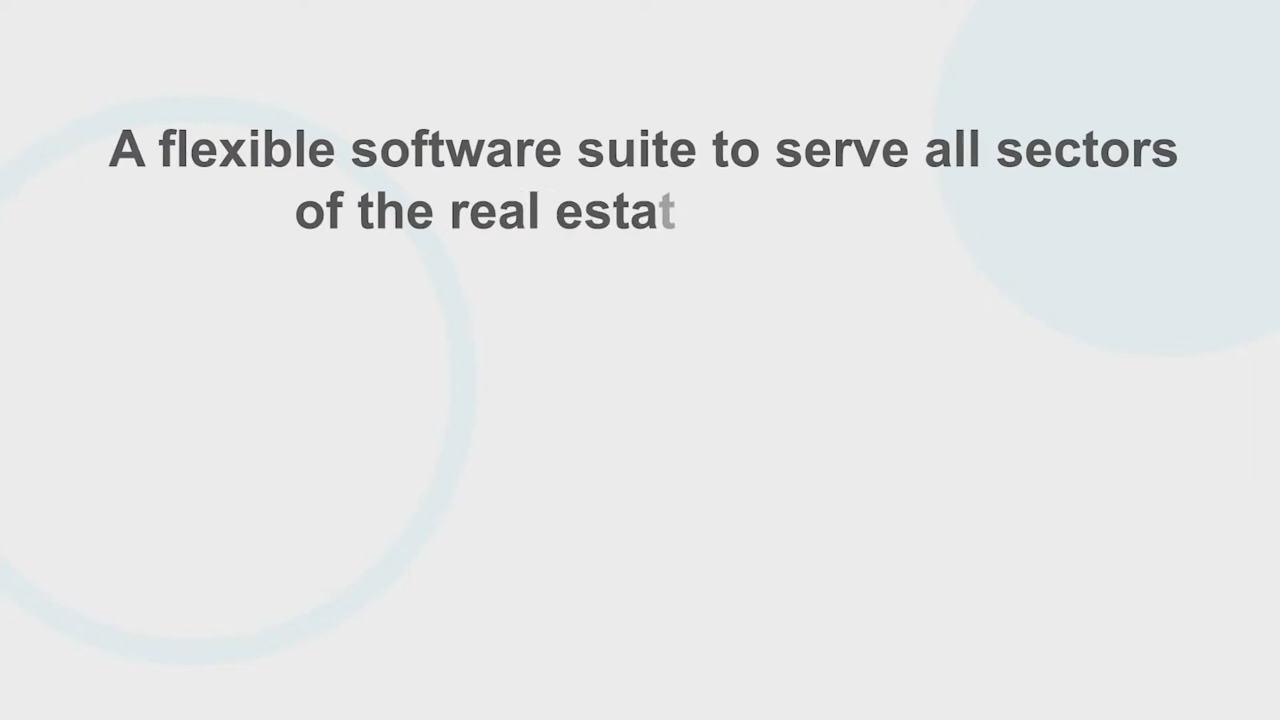 A flexible software suite to serve all sectors
of the real estat